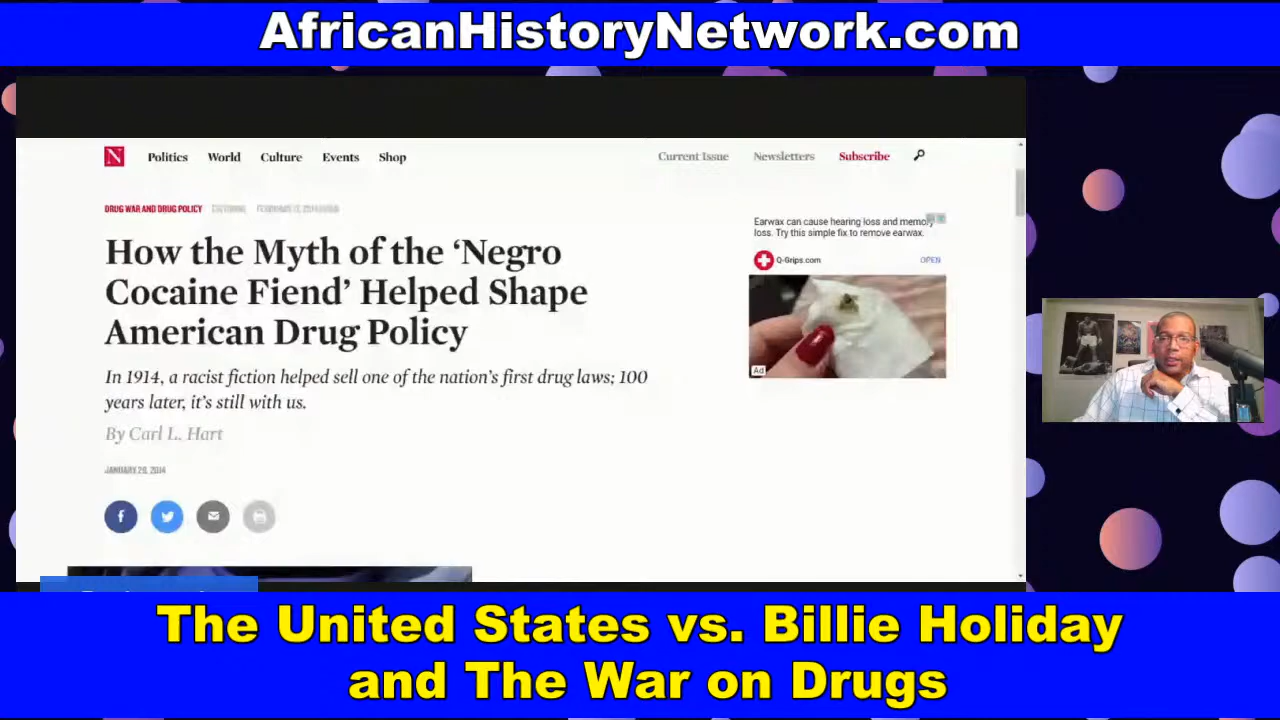 AfricanHistoryNetwork.com
N Politics World Culture Events Shop Current Issue Newsletters Subscribe
DRUG WAR AND DRUG POLICY
How the Myth of the ‘Negro
Cocaine Fiend’ Helped Shape
American Drug Policy
In 1914, a racist fiction helped sell one of the nation’s first drug laws; 100
years later, it’s still with us.
By Carl L. Hart
JANUARY 29, 2014
Earwax can cause hearing loss and memory
loss. Try this simple fix to remove earwax.
Q-Grips.com OPEN
Ad
The United States vs. Billie Holiday
and The War on Drugs